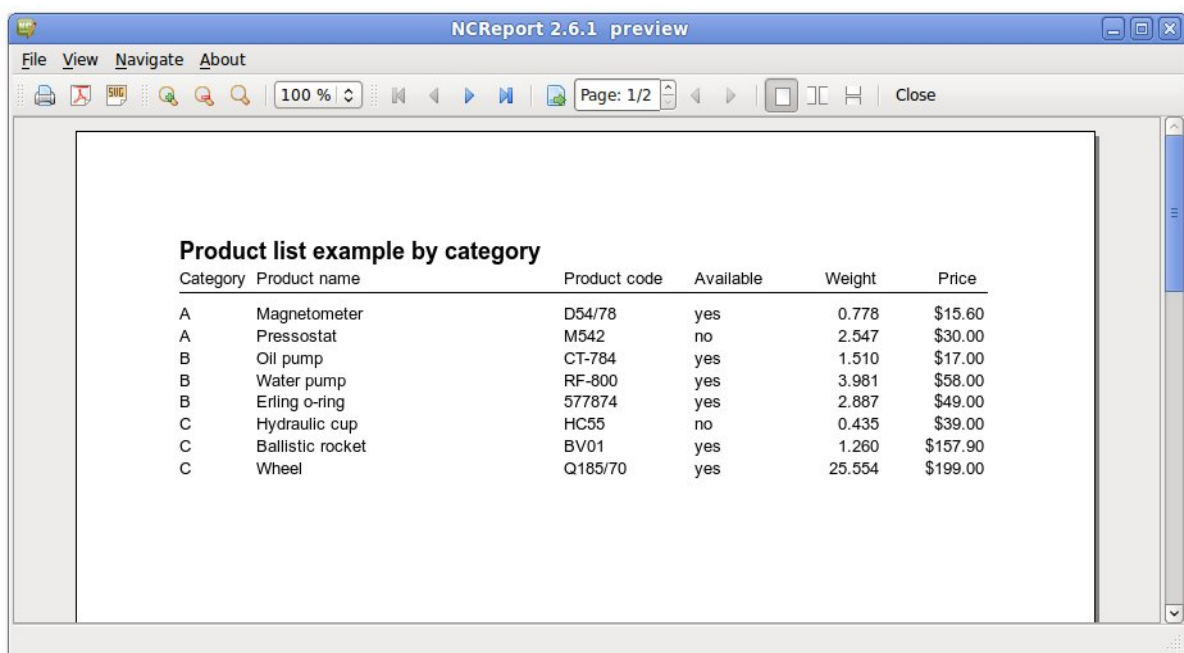 NCReport 2.6.1 preview
File View Navigate About
SVG 100 % Page: 1/2 Close
Product list example by category
Category Product name Product code Available Weight Price
A Magnetometer D54/78 yes 0.778 $15.60
A Pressostat M542 no 2.547 $30.00
B Oil pump CT-784 yes 1.510 $17.00
B Water pump RF-800 yes 3.981 $58.00
B Erling o-ring 577874 yes 2.887 $49.00
C Hydraulic cup HC55 no 0.435 $39.00
C Ballistic rocket BV01 yes 1.260 $157.90
C Wheel Q185/70 yes 25.554 $199.00